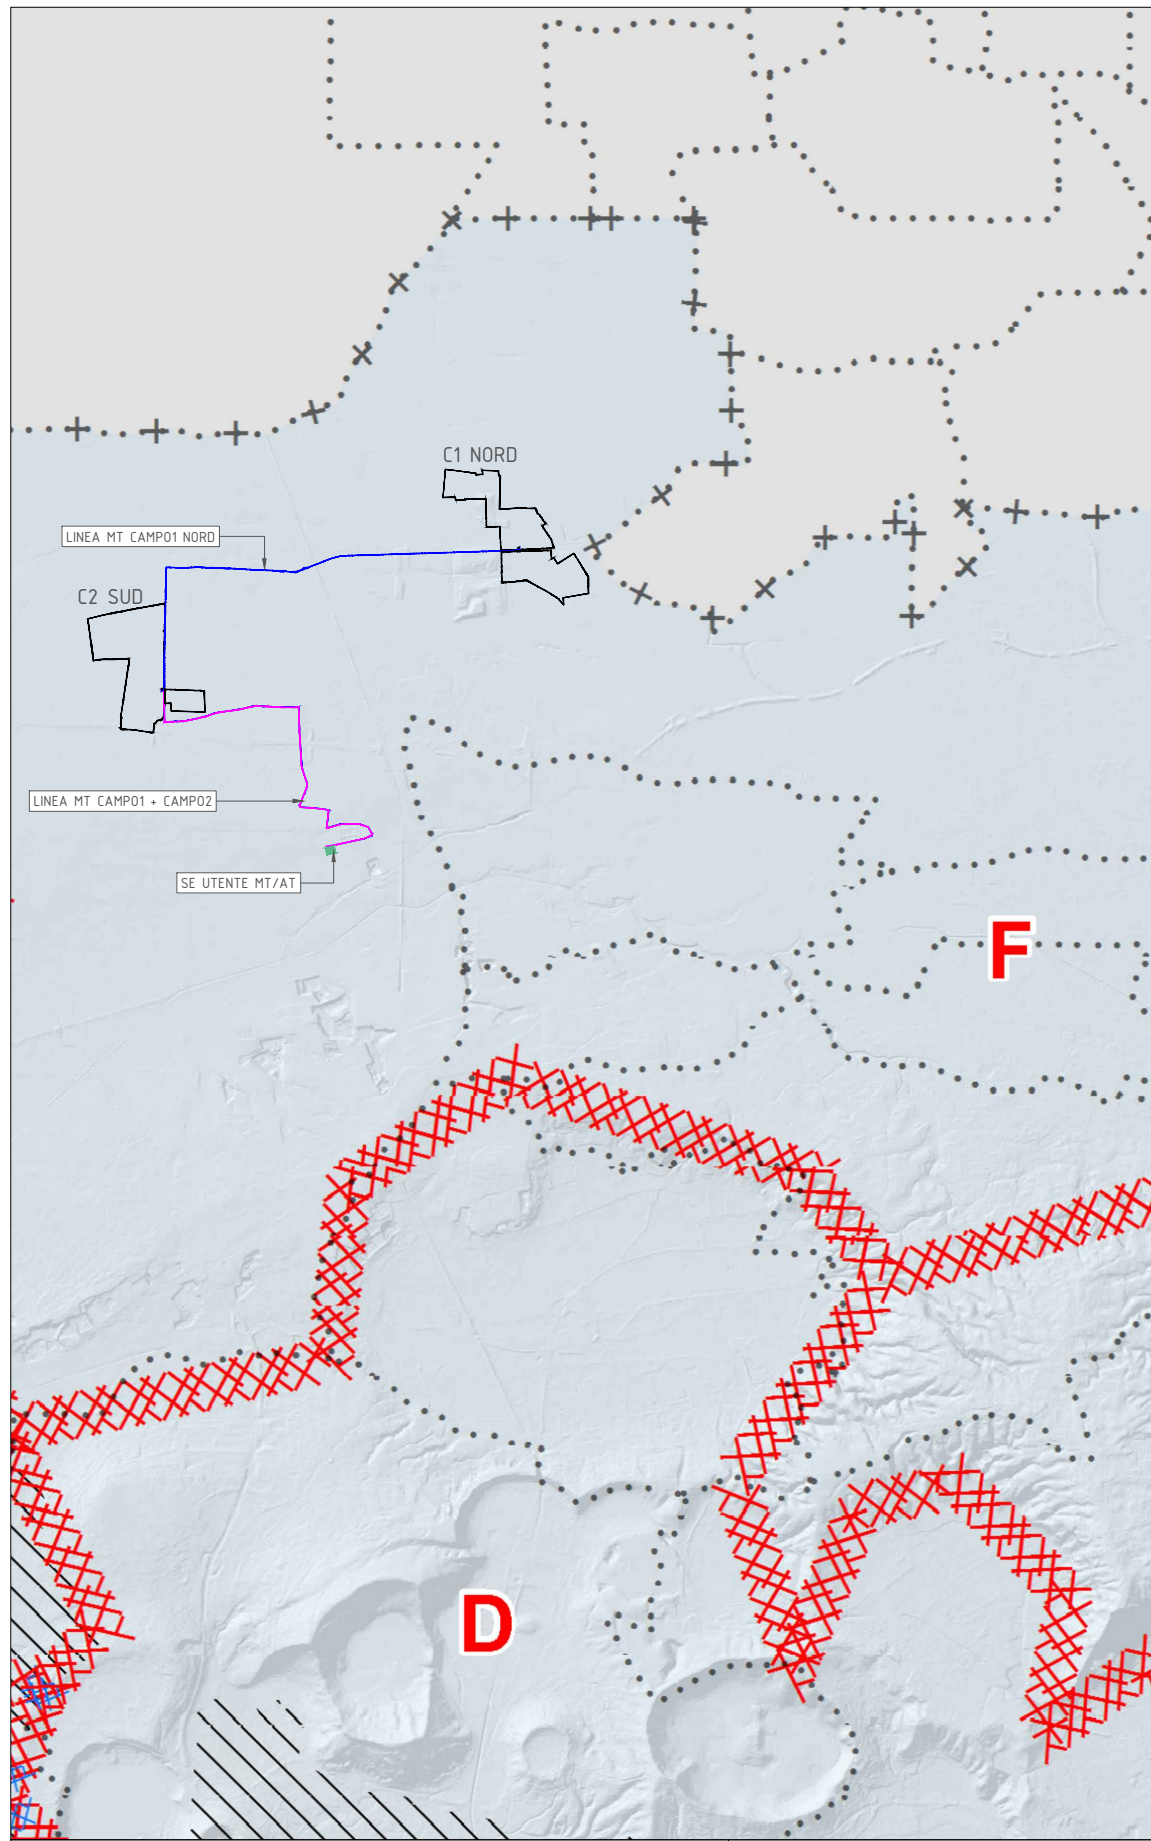 C1 NORD
LINEA MT CAMPO1 NORD
C2 SUD
LINEA MT CAMPO1 + CAMPO2
SE UTENTE MT/AT
F
D